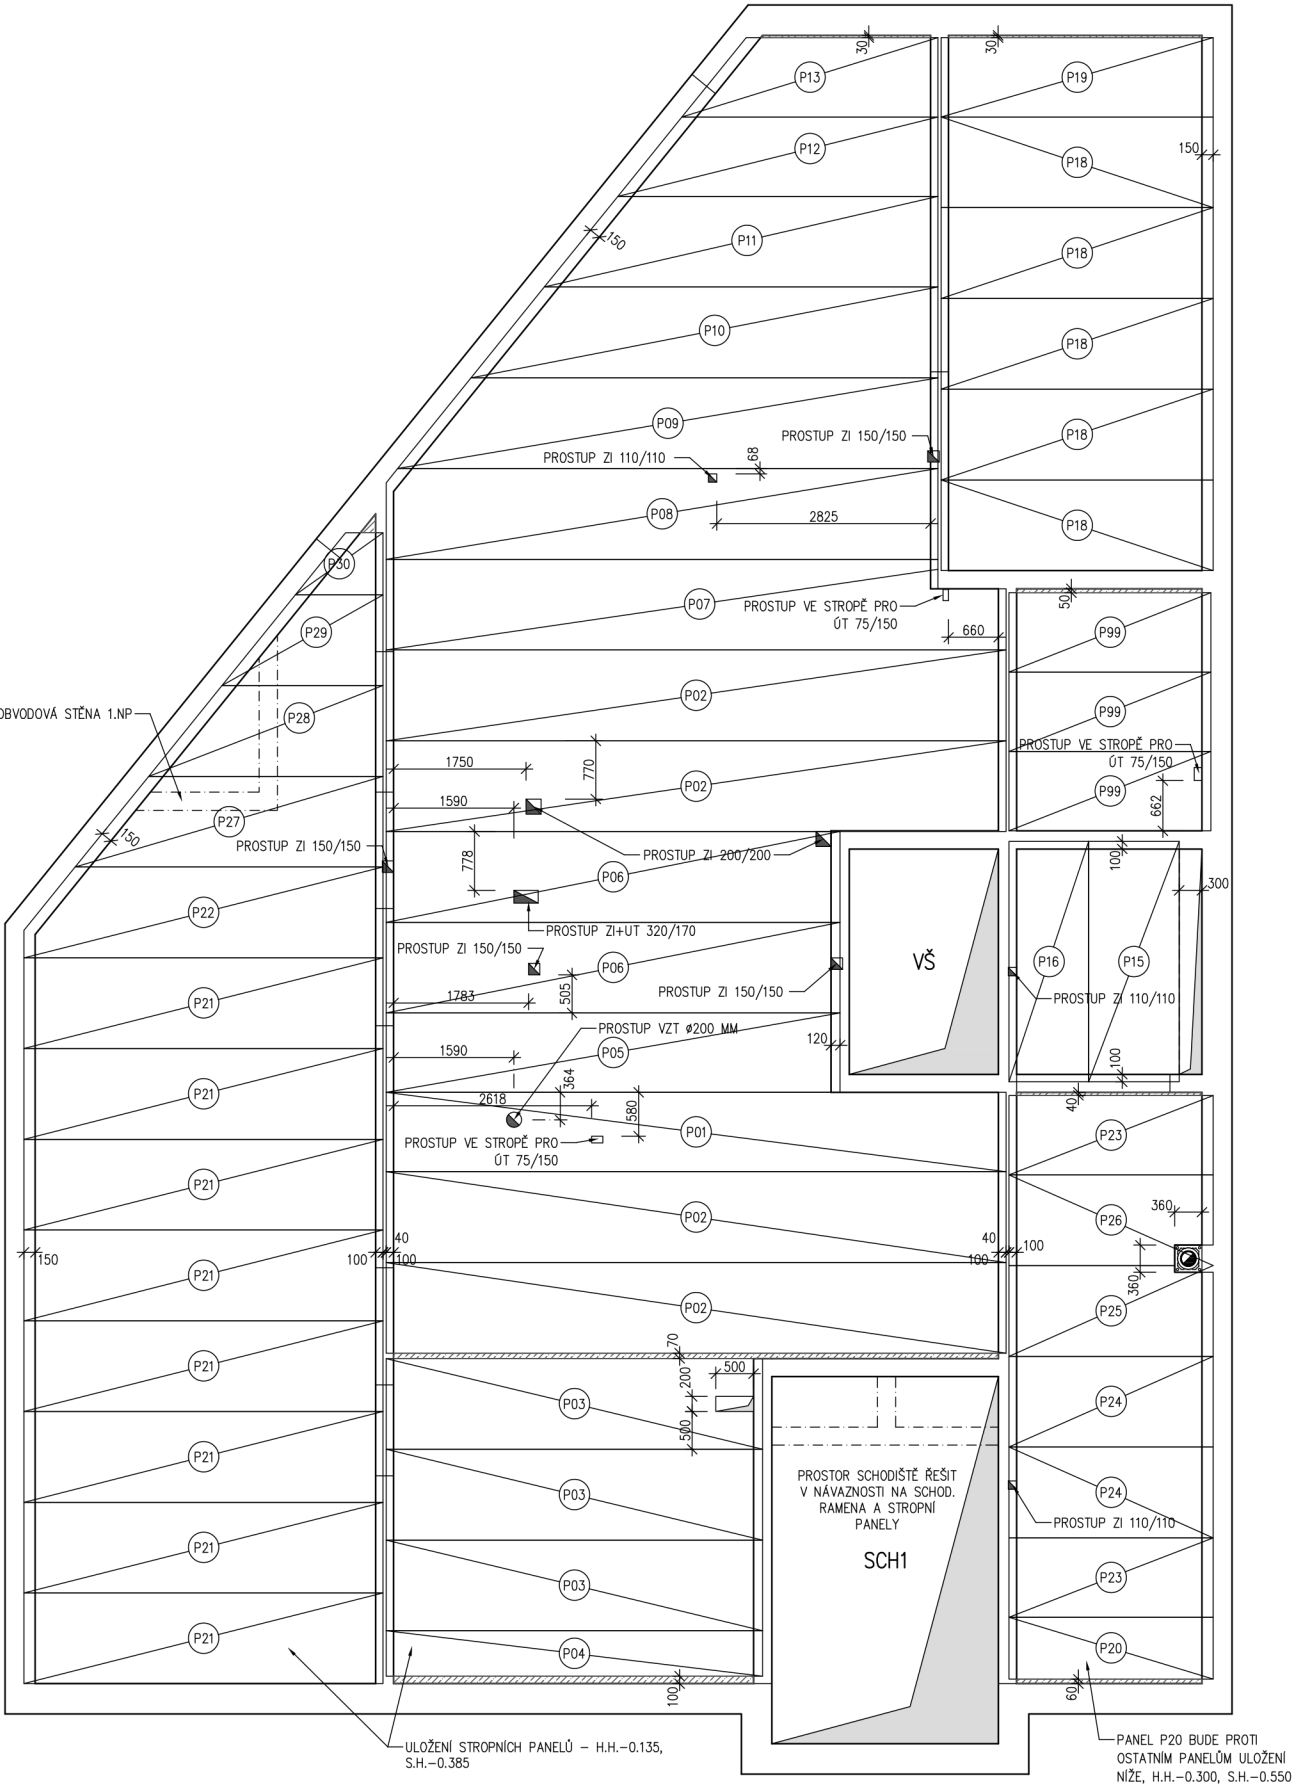 30
30
P13
P19
P12
P18
150
P11
150
P18
P10
P18
P09
PROSTUP ZI 150/150
P18
PROSTUP ZI 110/110
68
P08
2825
P18
P30
P07
PROSTUP VE STROPĚ PRO
ÚT 75/150
50
P29
660
P99
P02
OBVODOVÁ STĚNA 1.NP
P28
P99
PROSTUP VE STROPĚ PRO
ÚT 75/150
1750
770
P02
P99
1590
662
P27
150
PROSTUP ZI 150/150
778
PROSTUP ZI 200/200
100
P06
300
P22
PROSTUP ZI+UT 320/170
PROSTUP ZI 150/150
VŠ
P16
P15
P06
1783
505
PROSTUP ZI 150/150
PROSTUP ZI 110/110
P21
PROSTUP VZT ø200 MM
120
1590
P05
100
364
P21
2618
580
40
P01
P23
PROSTUP VE STROPĚ PRO
ÚT 75/150
P21
P02
360
P26
150
100
40
100
100
100
360
P21
P02
P25
70
P21
500
200
P03
P24
500
P21
PROSTOR SCHODIŠTĚ ŘEŠIT
V NÁVAZNOSTI NA SCHOD.
RAMENA A STROPNÍ
PANELY
P03
P24
PROSTUP ZI 110/110
SCH1
P21
P03
P23
P21
P04
P20
100
60
ULOŽENÍ STROPNÍCH PANELŮ – H.H.–0.135,
S.H.–0.385
PANEL P20 BUDE PROTI
OSTATNÍM PANELŮM ULOŽENÍ
NÍŽE, H.H.–0.300, S.H.–0.550